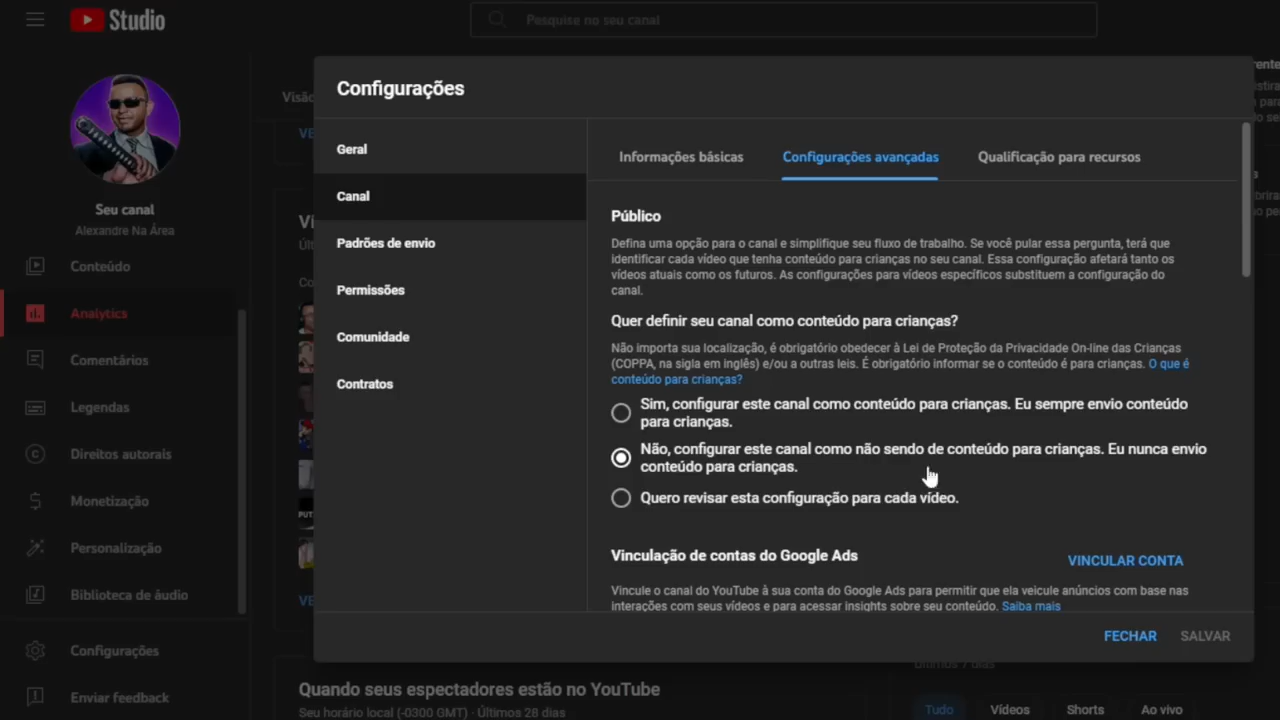 Studio
Pesquise no seu canal
Configurações
Visão
Geral
Informações básicas
Configurações avançadas
Qualificação para recursos
Canal
Seu canal
Alexandre Na Área
Público
Padrões de envio
Defina uma opção para o canal e simplifique seu fluxo de trabalho. Se você pular essa pergunta, terá que
identificar cada vídeo que tenha conteúdo para crianças no seu canal. Essa configuração afetará tanto os
vídeos atuais como os futuros. As configurações para vídeos específicos substituem a configuração do
canal.
Conteúdo
Permissões
Analytics
Quer definir seu canal como conteúdo para crianças?
Comunidade
Não importa sua localização, é obrigatório obedecer à Lei de Proteção da Privacidade On-line das Crianças
(COPPA, na sigla em inglês) e/ou a outras leis. É obrigatório informar se o conteúdo é para crianças. O que é
conteúdo para crianças?
Comentários
Contratos
Sim, configurar este canal como conteúdo para crianças. Eu sempre envio conteúdo
para crianças.
Legendas
Não, configurar este canal como não sendo de conteúdo para crianças. Eu nunca envio
conteúdo para crianças.
Direitos autorais
Quero revisar esta configuração para cada vídeo.
Monetização
Personalização
Vinculação de contas do Google Ads
VINCULAR CONTA
Biblioteca de áudio
Vincule o canal do YouTube à sua conta do Google Ads para permitir que ela veicule anúncios com base nas
interações com seus vídeos e para acessar insights sobre seu conteúdo. Saiba mais
FECHAR
SALVAR
Configurações
Últimos 7 dias
Quando seus espectadores estão no YouTube
Enviar feedback
Seu horário local (-0300 GMT) · Últimos 28 dias
Tudo
Vídeos
Shorts
Ao vivo